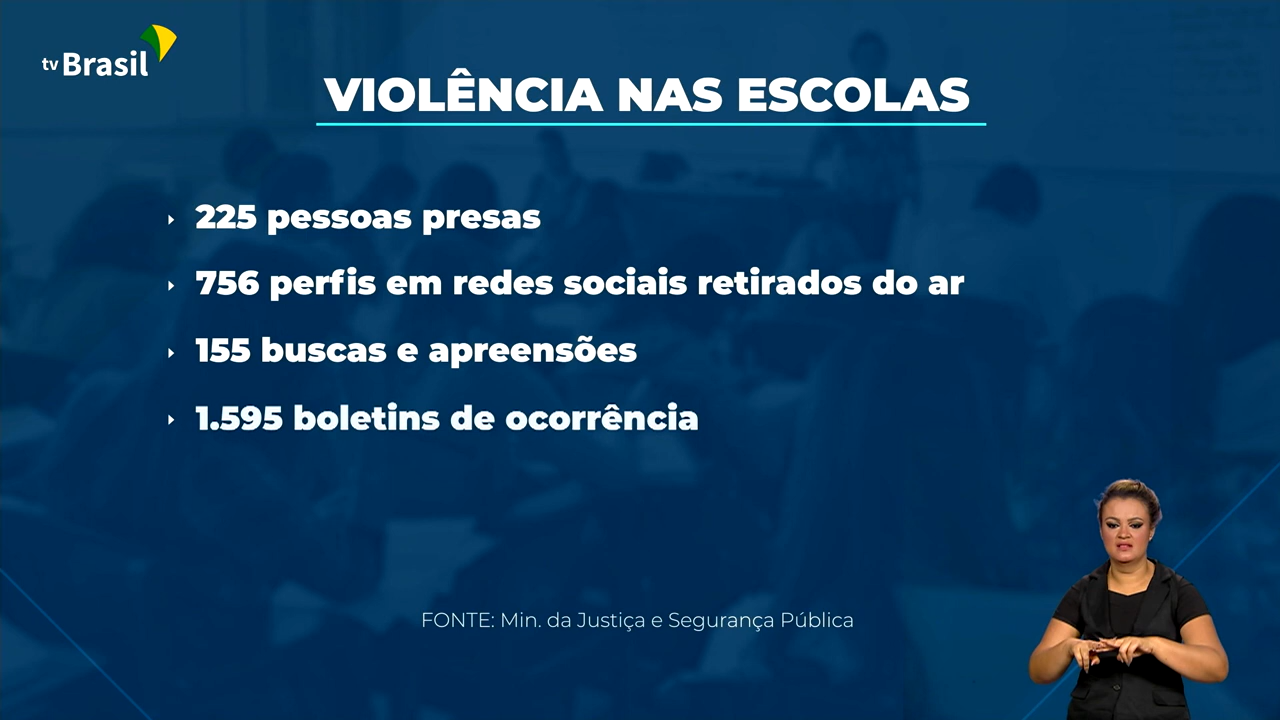 tv Brasil
VIOLÊNCIA NAS ESCOLAS
225 pessoas presas
756 perfis em redes sociais retirados do ar
155 buscas e apreensões
1.595 boletins de ocorrência
FONTE: Min. da Justiça e Segurança Pública